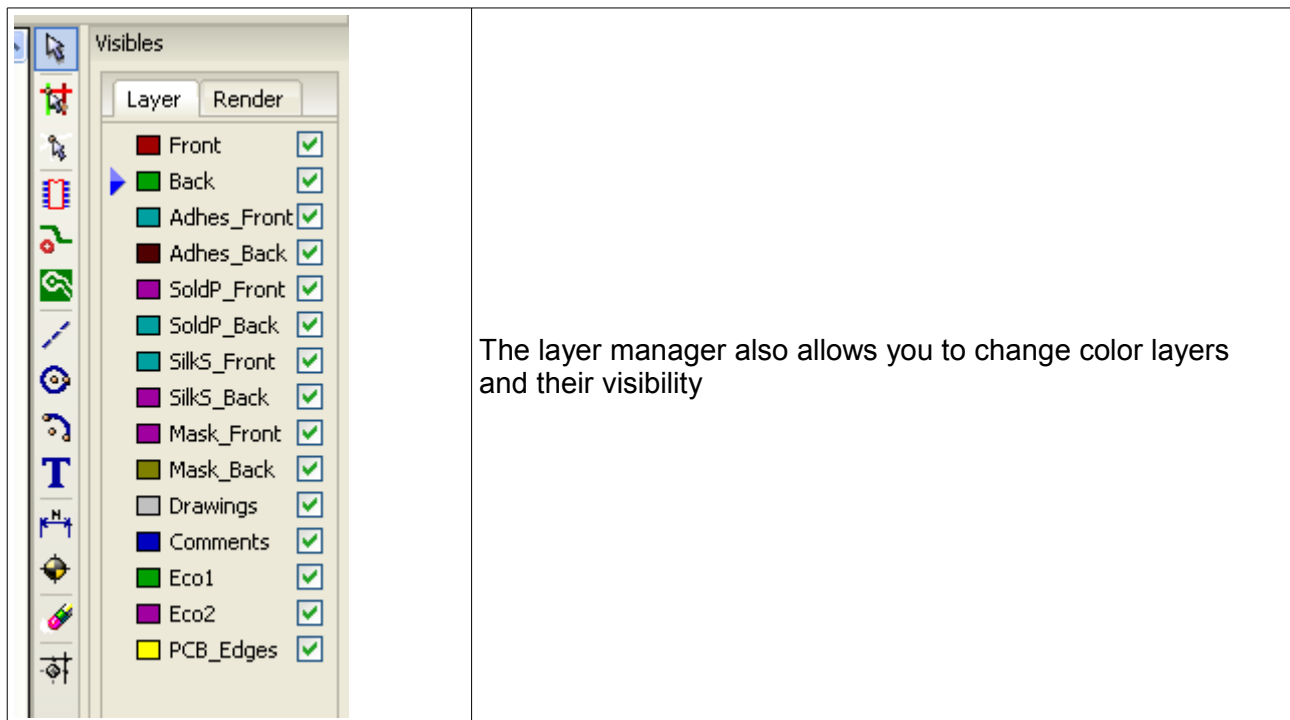 Visibles
Layer Render
Front
Back
Adhes_Front
Adhes_Back
SoldP_Front
SoldP_Back
SilkS_Front
SilkS_Back
Mask_Front
Mask_Back
Drawings
Comments
Eco1
Eco2
PCB_Edges
T
N
The layer manager also allows you to change color layers
and their visibility